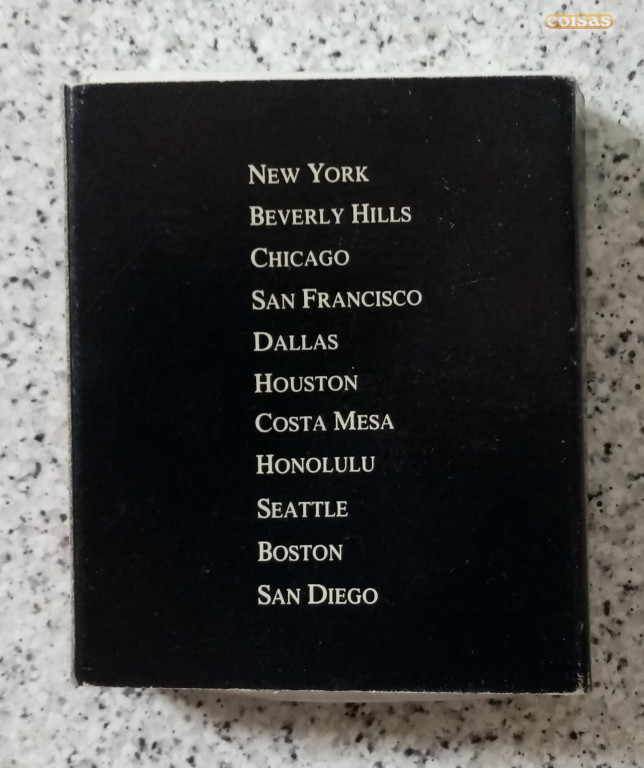 coisas
NEW YORK
BEVERLY HILLS
CHICAGO
SAN FRANCISCO
DALLAS
HOUSTON
COSTA MESA
HONOLULU
SEATTLE
BOSTON
SAN DIEGO